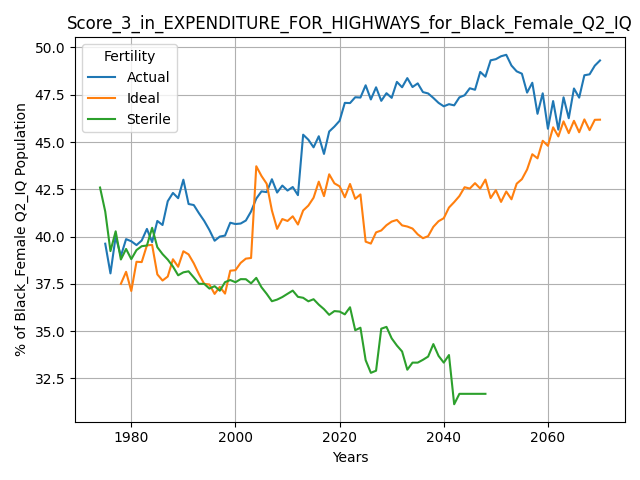 Score_3_in_EXPENDITURE_FOR_HIGHWAYS_for_Black_Female_Q2_IQ
Fertility
Actual
Ideal
Sterile
% of Black_Female Q2_IQ Population
50.0
47.5
45.0
42.5
40.0
37.5
35.0
32.5
1980
2000
2020
2040
2060
Years